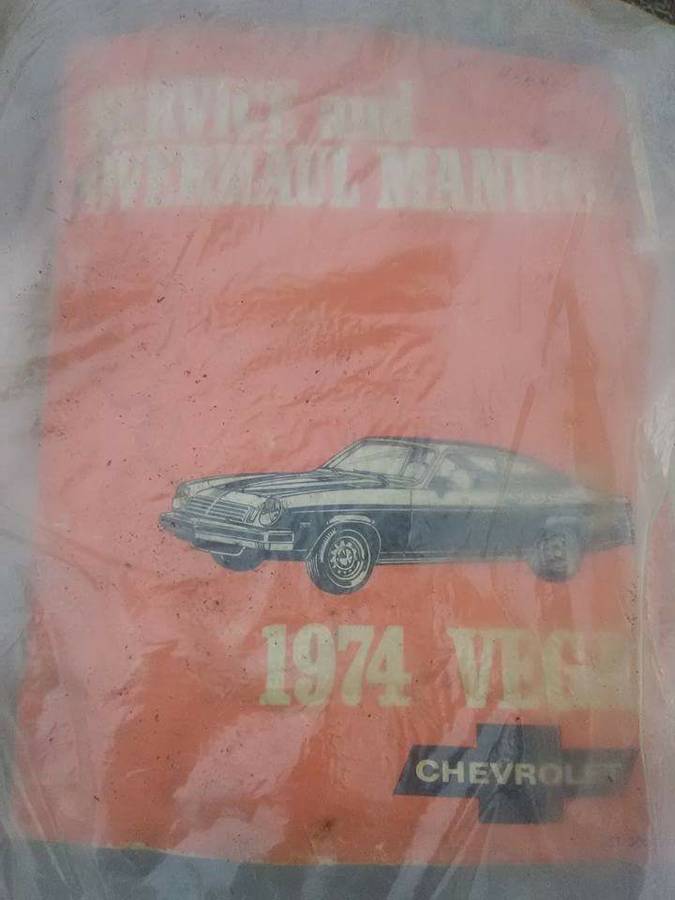 SERVICE and
OVERHAUL MANUAL
1974 VEGA
CHEVROLET